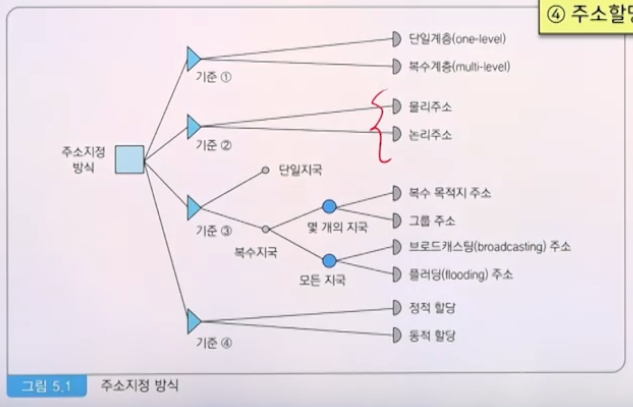 ④ 주소할당
단일계층(one-level)
복수계층(multi-level)
기준 ①
물리주소
논리주소
기준 ②
주소지정
방식
단일지국
기준 ③
복수지국
몇 개의 지국
모든 지국
복수 목적지 주소
그룹 주소
브로드캐스팅(broadcasting) 주소
플러딩(flooding) 주소
정적 할당
동적 할당
기준 ④
그림 5.1 주소지정 방식